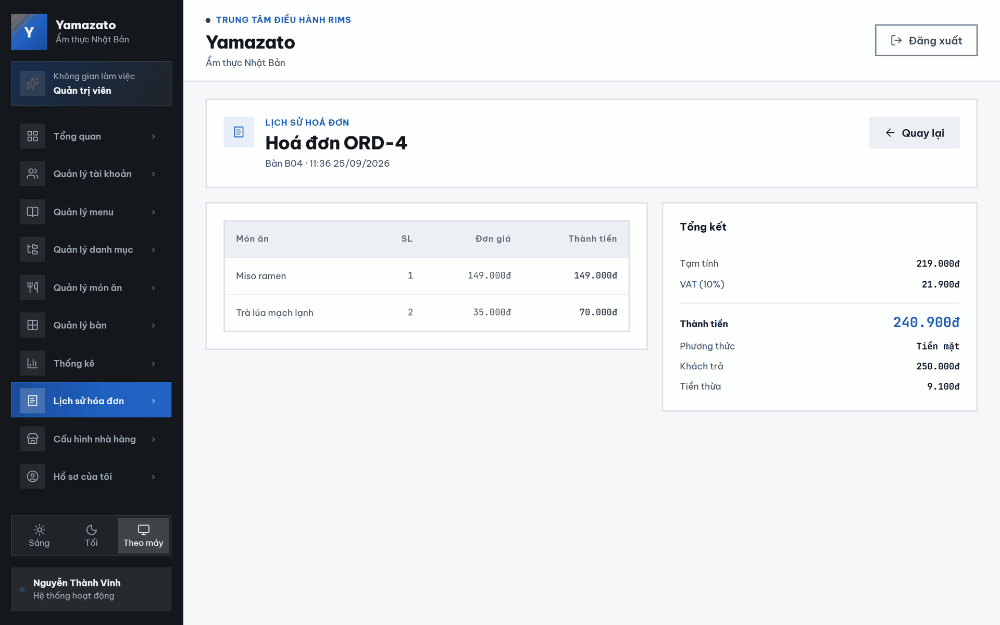 Y
Yamazato
Ẩm thực Nhật Bản
Không gian làm việc
Quản trị viên
Tổng quan
Quản lý tài khoản
Quản lý menu
Quản lý danh mục
Quản lý món ăn
Quản lý bàn
Thống kê
Lịch sử hóa đơn
Cấu hình nhà hàng
Hồ sơ của tôi
Sáng
Tối
Theo máy
Nguyễn Thành Vinh
Hệ thống hoạt động
TRUNG TÂM ĐIỀU HÀNH RIMS
Yamazato
Ẩm thực Nhật Bản
Đăng xuất
LỊCH SỬ HOÁ ĐƠN
Hoá đơn ORD-4
Bàn B04 · 11:36 25/09/2026
Quay lại
Món ăn SL Đơn giá Thành tiền
Miso ramen 1 149.000đ 149.000đ
Trà lúa mạch lạnh 2 35.000đ 70.000đ
Tổng kết
Tạm tính 219.000đ
VAT (10%) 21.900đ
Thành tiền 240.900đ
Phương thức Tiền mặt
Khách trả 250.000đ
Tiền thừa 9.100đ